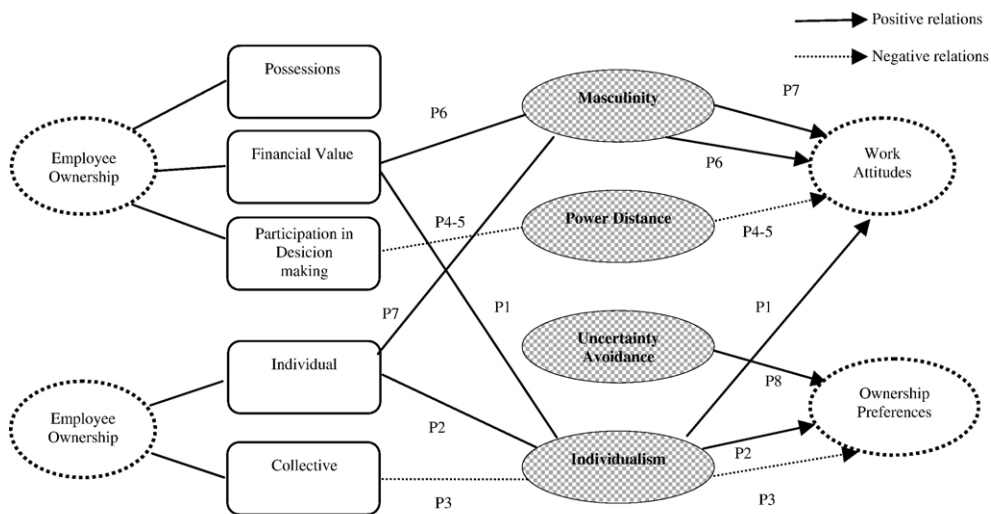 Positive relations
Negative relations
Possessions
Masculinity
P7
P6
Employee
Ownership
Financial Value
P6
Work
Attitudes
Participation in
Desicion
making
P4-5
Power Distance
P4-5
P7
P1
P1
Individual
Uncertainty
Avoidance
P8
Ownership
Preferences
Employee
Ownership
P2
P2
Collective
Individualism
P3
P3